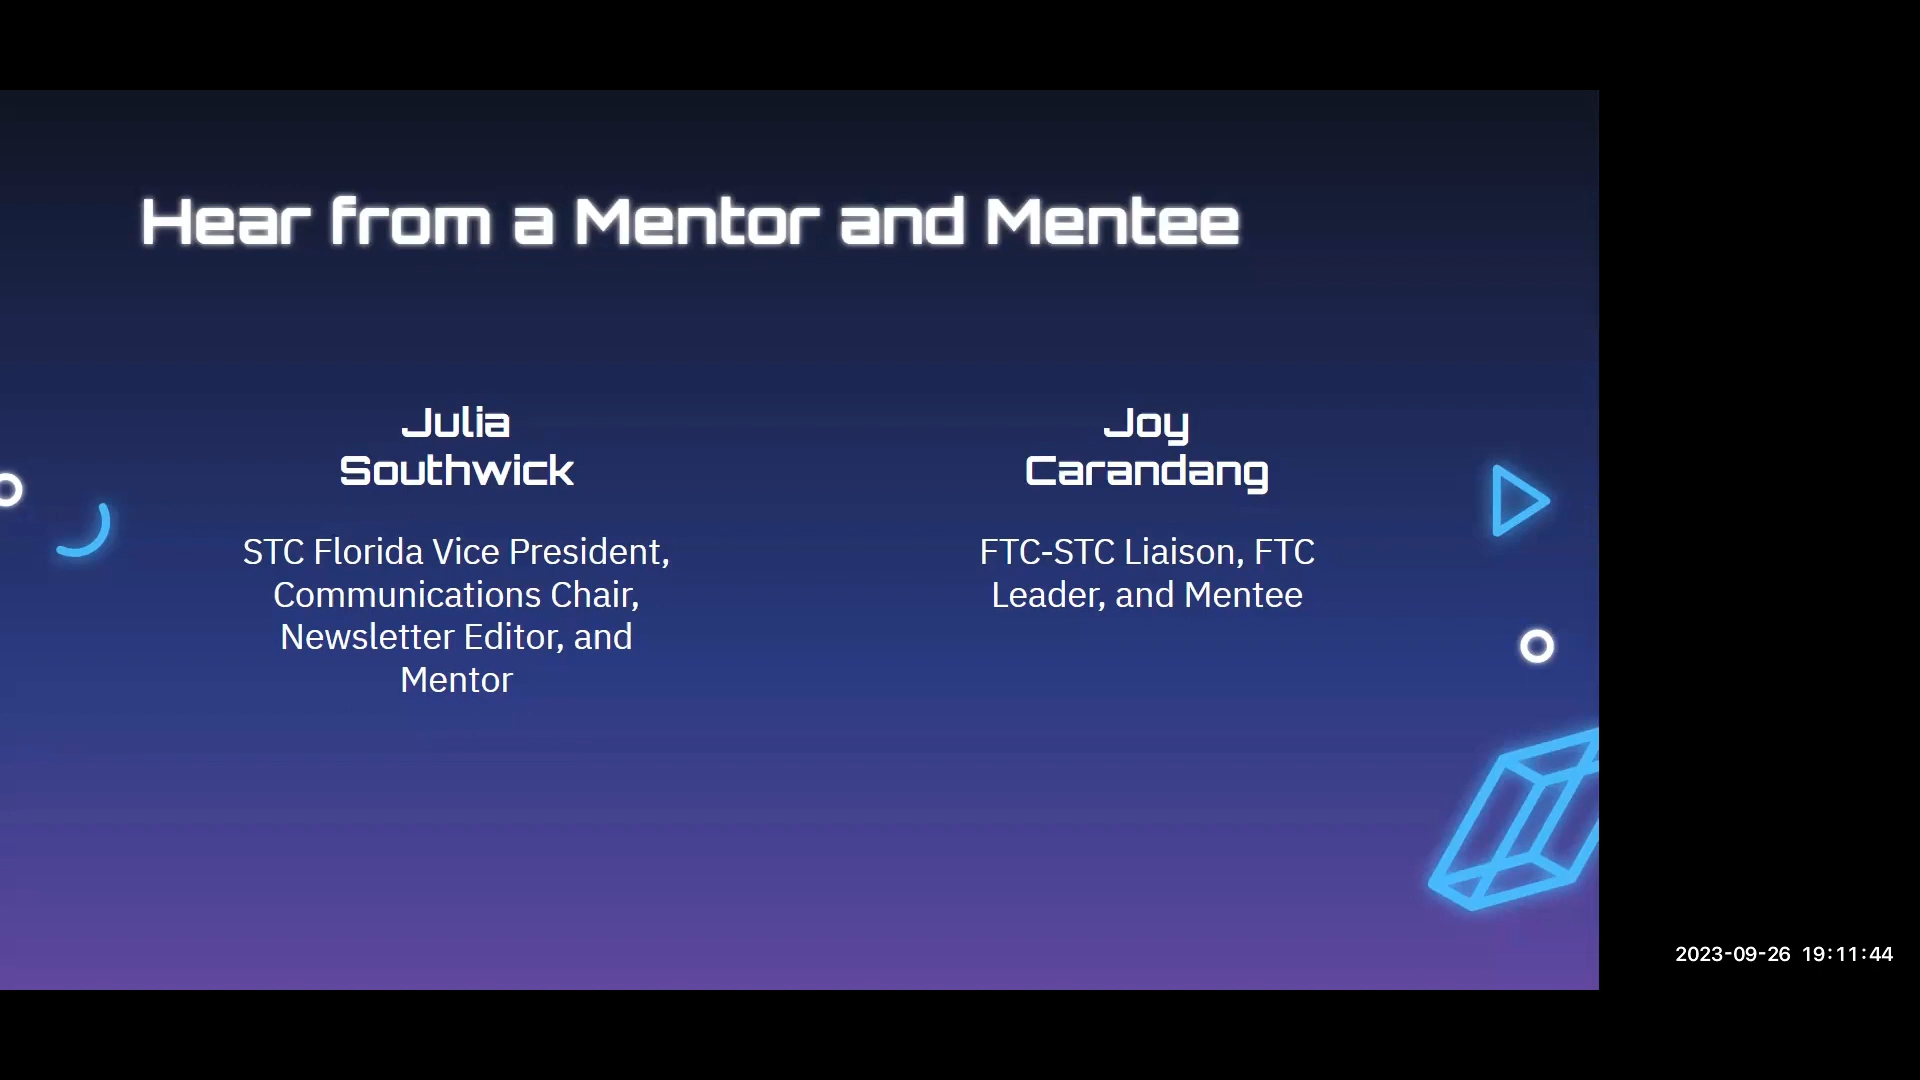 Hear from a Mentor and Mentee
Julia
Southwick
STC Florida Vice President,
Communications Chair,
Newsletter Editor, and
Mentor
Joy
Carandang
FTC-STC Liaison, FTC
Leader, and Mentee
2023-09-26 19:11:44